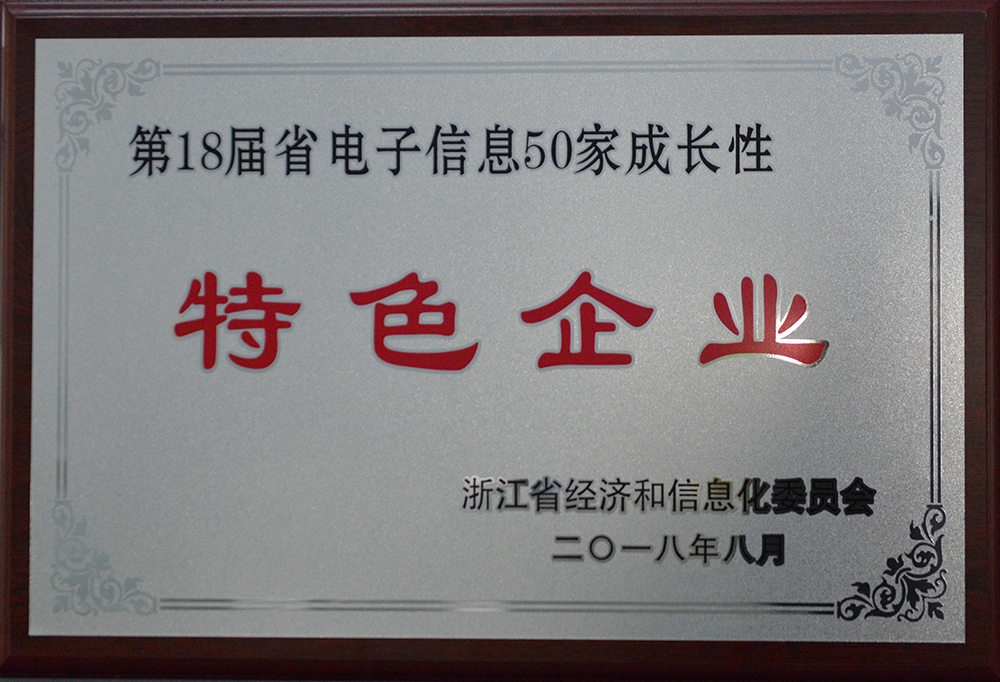 第18届省电子信息50家成长性
特色企业
浙江省经济和信息化委员会
二〇一八年八月